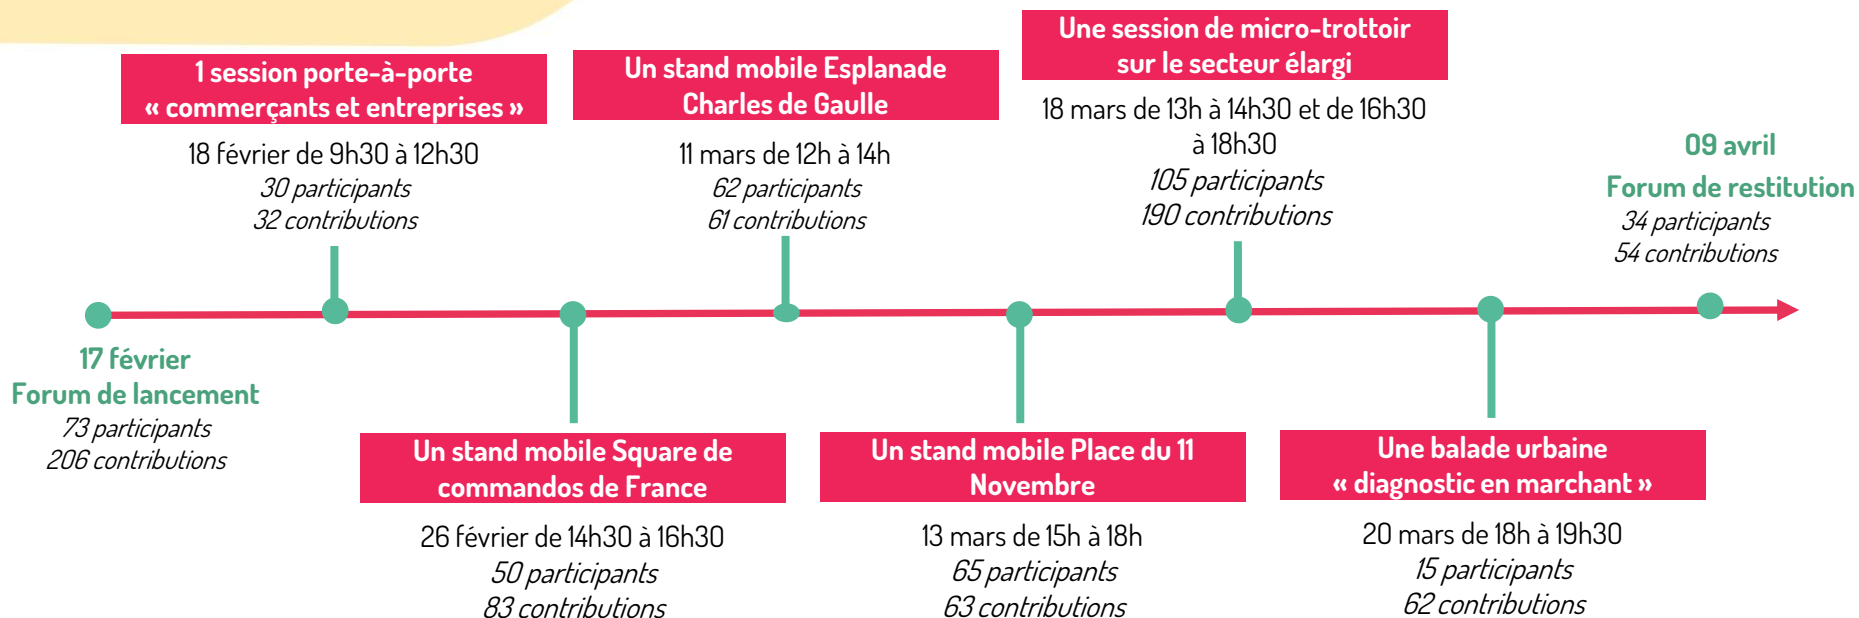 17 février
Forum de lancement
73 participants
206 contributions
1 session porte-à-porte
« commerçants et entreprises »
18 février de 9h30 à 12h30
30 participants
32 contributions
Un stand mobile Square de
commandos de France
26 février de 14h30 à 16h30
50 participants
83 contributions
Un stand mobile Esplanade
Charles de Gaulle
11 mars de 12h à 14h
62 participants
61 contributions
Un stand mobile Place du 11
Novembre
13 mars de 15h à 18h
65 participants
63 contributions
Une session de micro-trottoir
sur le secteur élargi
18 mars de 13h à 14h30 et de 16h30
à 18h30
105 participants
190 contributions
Une balade urbaine
« diagnostic en marchant »
20 mars de 18h à 19h30
15 participants
62 contributions
09 avril
Forum de restitution
34 participants
54 contributions